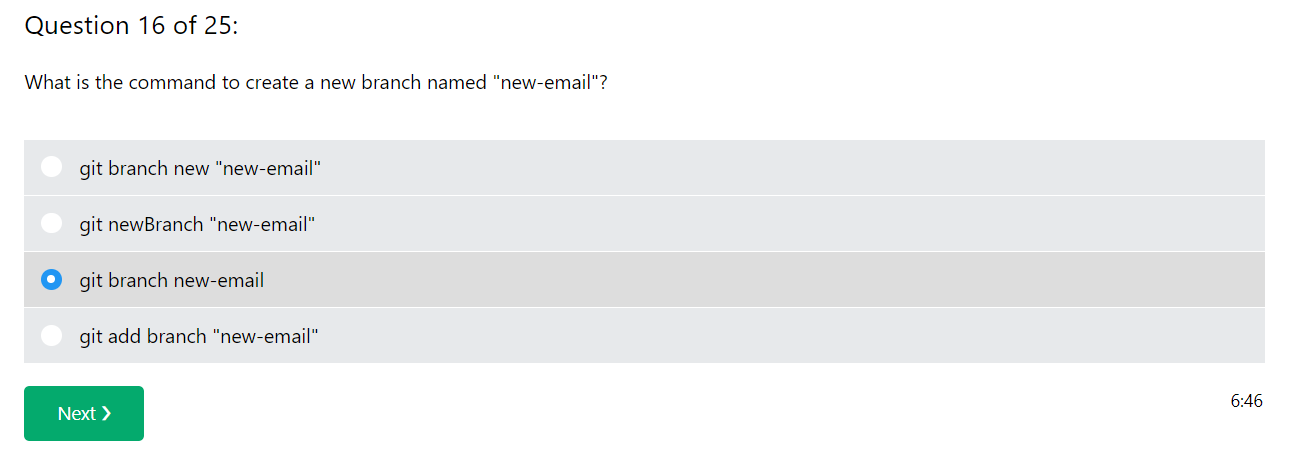 Question 16 of 25:
What is the command to create a new branch named "new-email"?
git branch new "new-email"
git newBranch "new-email"
git branch new-email
git add branch "new-email"
Next ❯
6:46